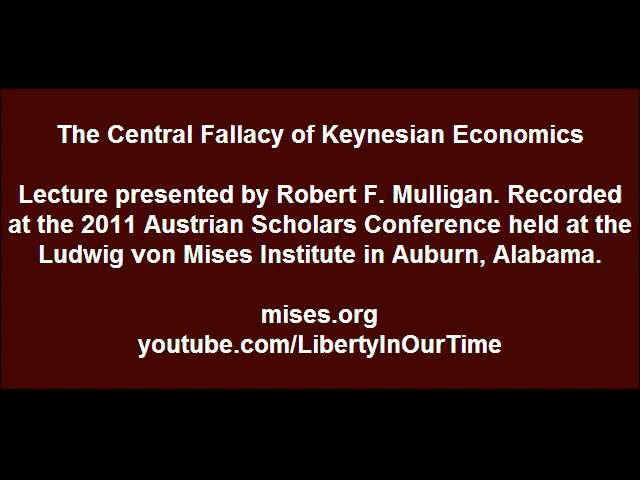 The Central Fallacy of Keynesian Economics
Lecture presented by Robert F. Mulligan. Recorded
at the 2011 Austrian Scholars Conference held at the
Ludwig von Mises Institute in Auburn, Alabama.
mises.org
youtube.com/LibertyInOurTime